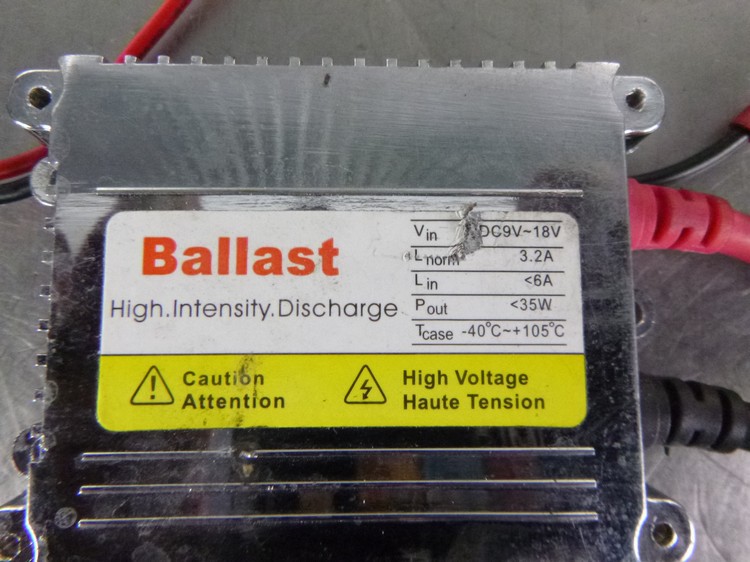 Ballast
High.Intensity.Discharge
Vin DC9V~18V
Lnorm 3.2A
Lin <6A
Pout <35W
Tcase -40°C~+105°C
Caution
Attention
High Voltage
Haute Tension